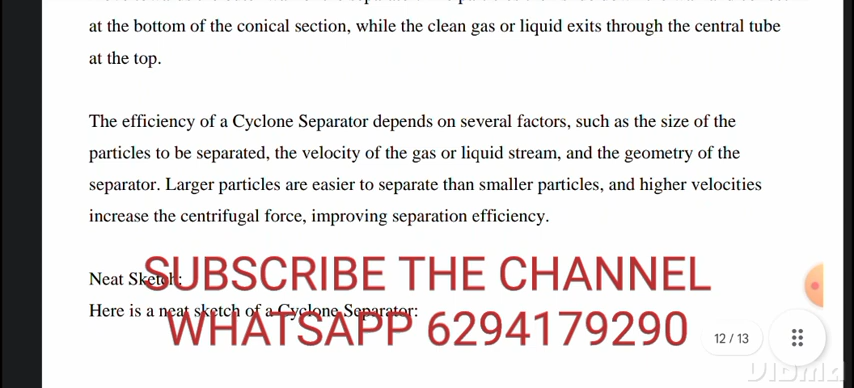 at the bottom of the conical section, while the clean gas or liquid exits through the central tube
at the top.
The efficiency of a Cyclone Separator depends on several factors, such as the size of the
particles to be separated, the velocity of the gas or liquid stream, and the geometry of the
separator. Larger particles are easier to separate than smaller particles, and higher velocities
increase the centrifugal force, improving separation efficiency.
Neat Sketch:
SUBSCRIBE THE CHANNEL
Here is a neat sketch of a Cyclone Separator:
WHATSAPP 6294179290
12 / 13